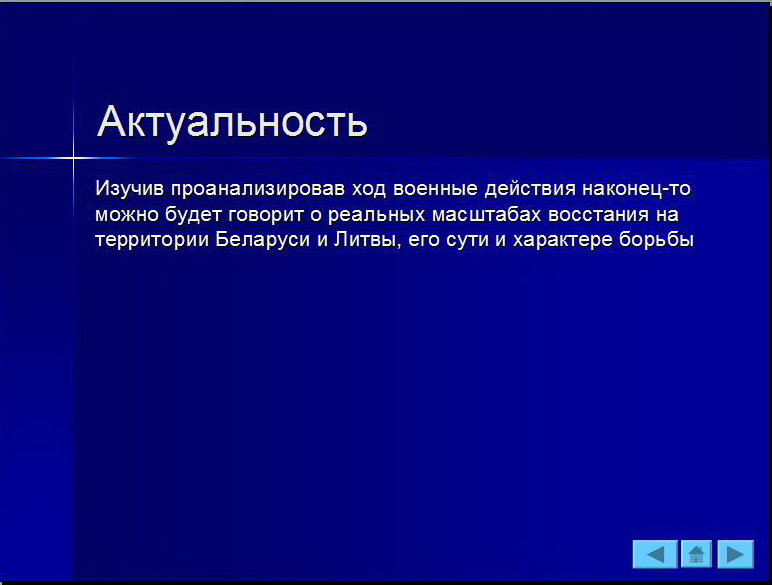 Актуальность
Изучив проанализировав ход военные действия наконец-то
можно будет говорит о реальных масштабах восстания на
территории Беларуси и Литвы, его сути и характере борьбы